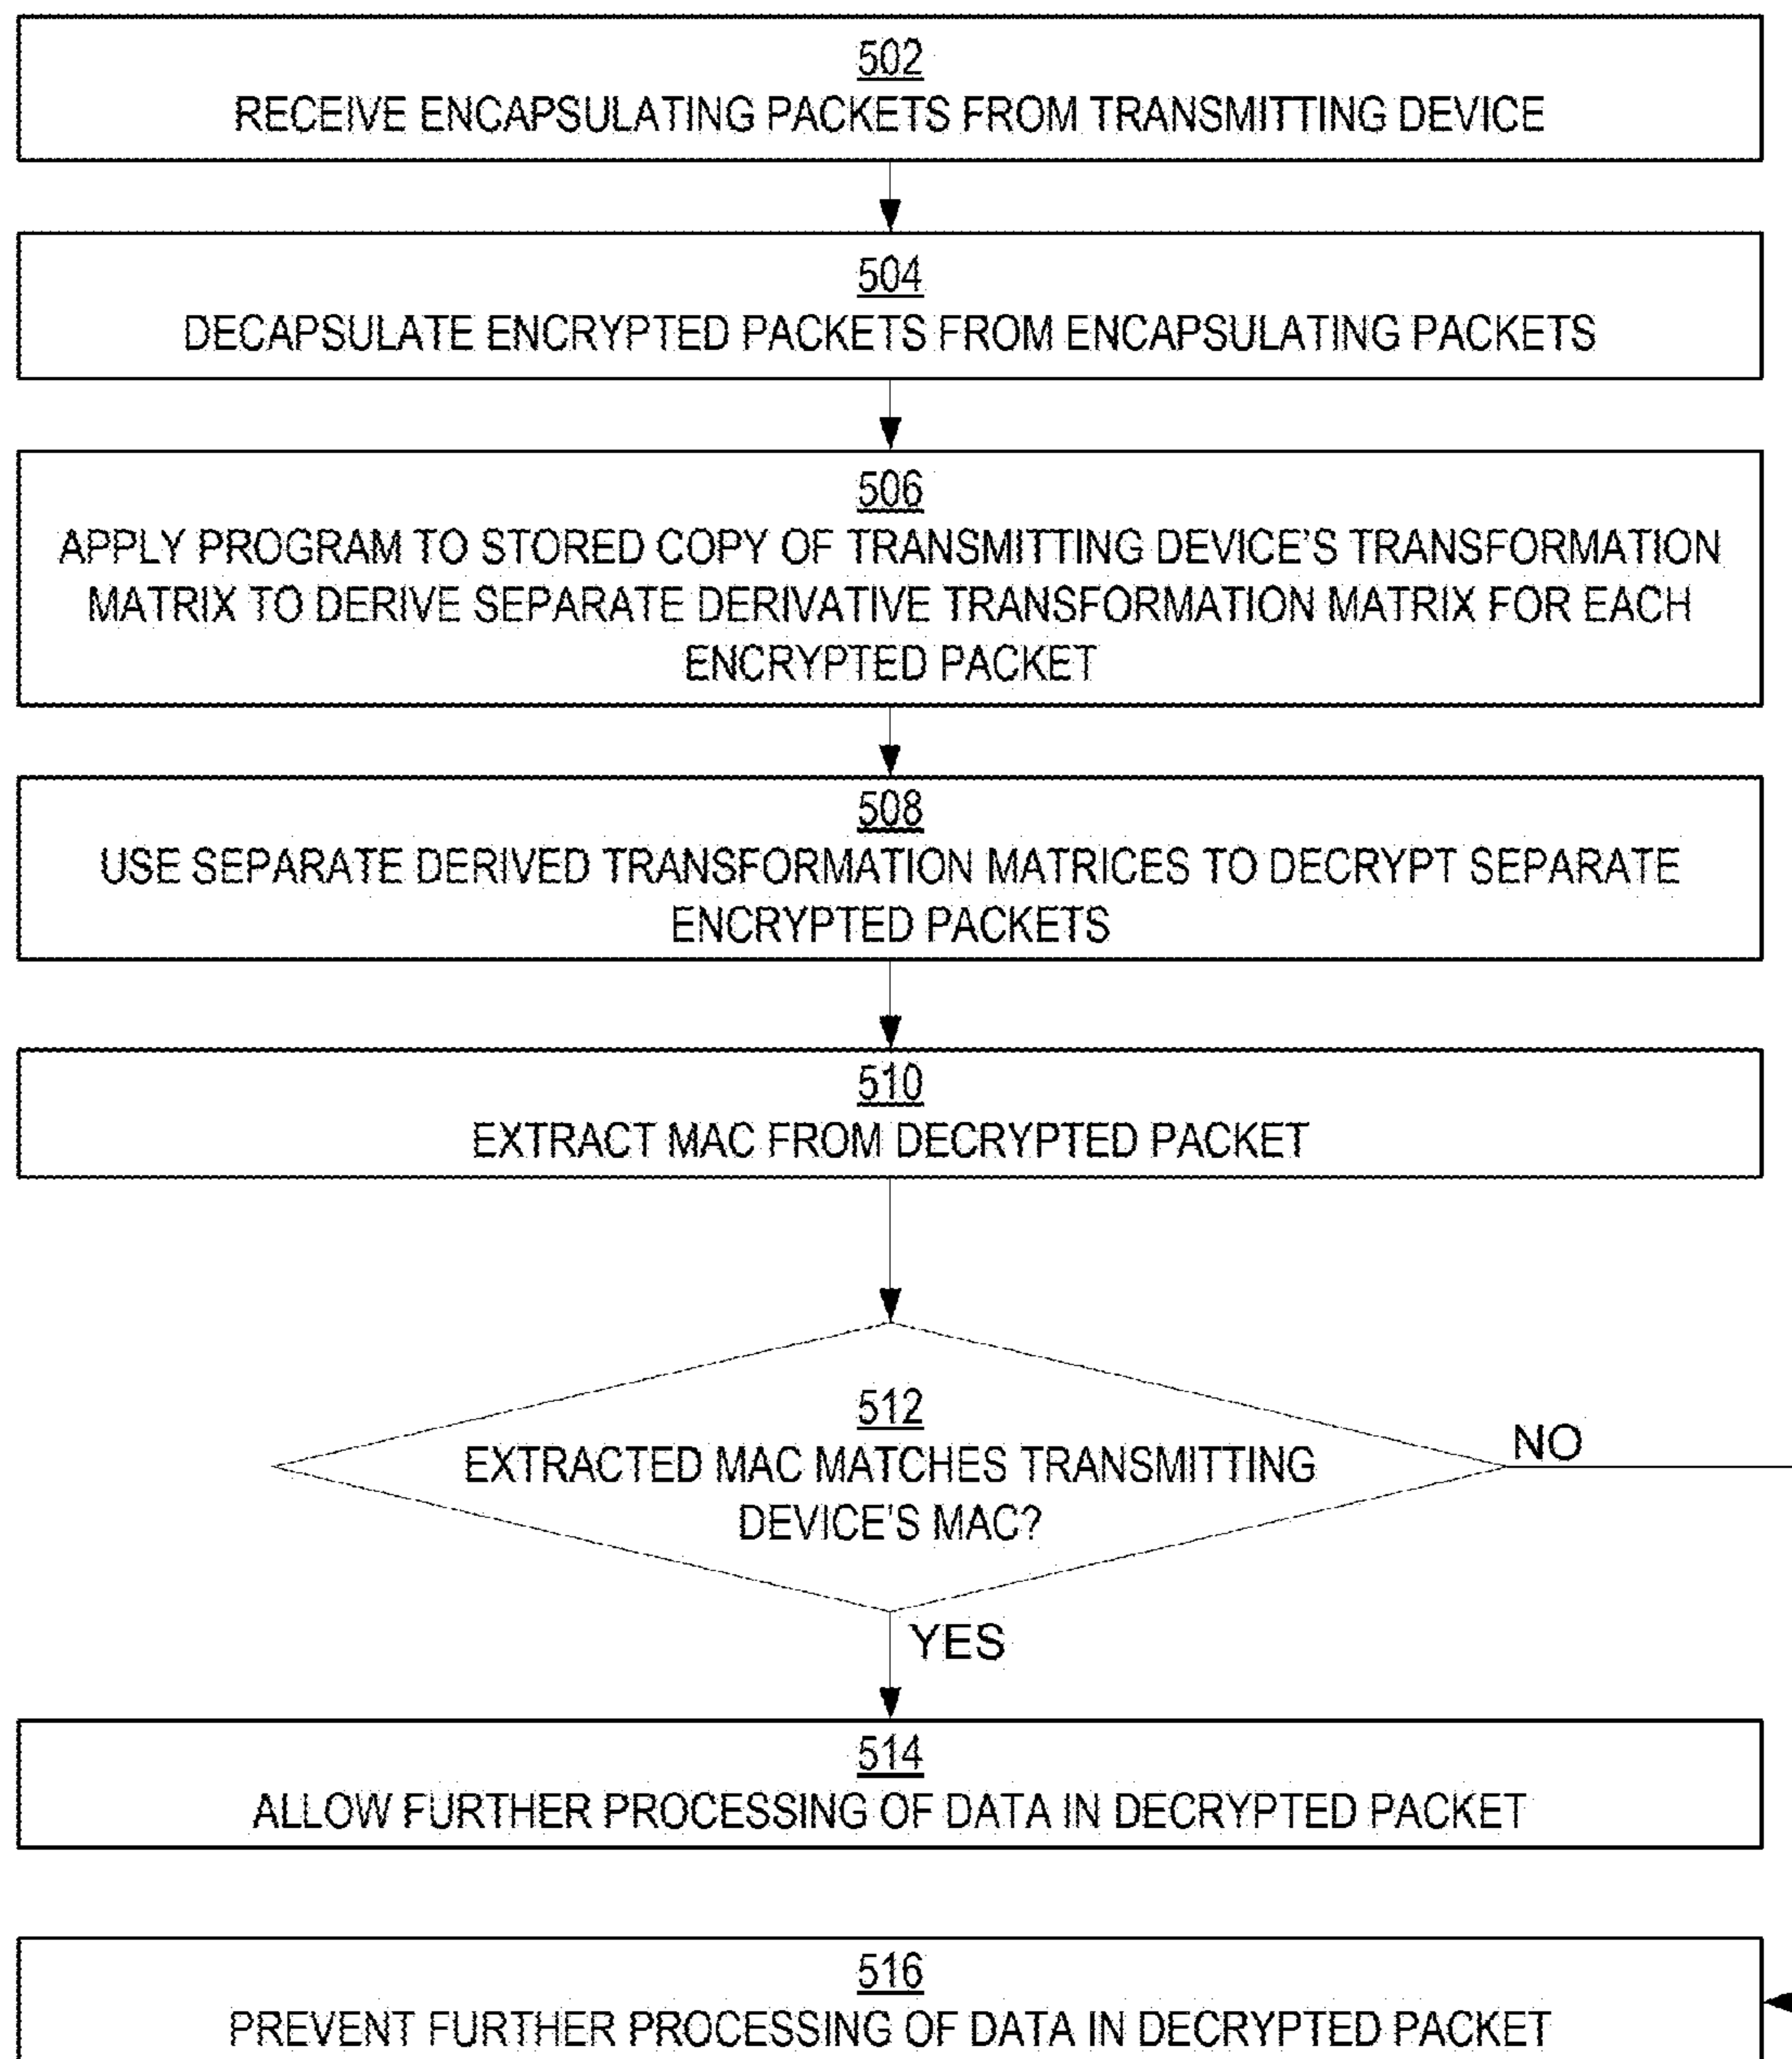 502
RECEIVE ENCAPSULATING PACKETS FROM TRANSMITTING DEVICE
504
DECAPSULATE ENCRYPTED PACKETS FROM ENCAPSULATING PACKETS
506
APPLY PROGRAM TO STORED COPY OF TRANSMITTING DEVICE'S TRANSFORMATION
MATRIX TO DERIVE SEPARATE DERIVATIVE TRANSFORMATION MATRIX FOR EACH
ENCRYPTED PACKET
508
USE SEPARATE DERIVED TRANSFORMATION MATRICES TO DECRYPT SEPARATE
ENCRYPTED PACKETS
510
EXTRACT MAC FROM DECRYPTED PACKET
512
EXTRACTED MAC MATCHES TRANSMITTING
DEVICE'S MAC?
NO
YES
514
ALLOW FURTHER PROCESSING OF DATA IN DECRYPTED PACKET
516
PREVENT FURTHER PROCESSING OF DATA IN DECRYPTED PACKET